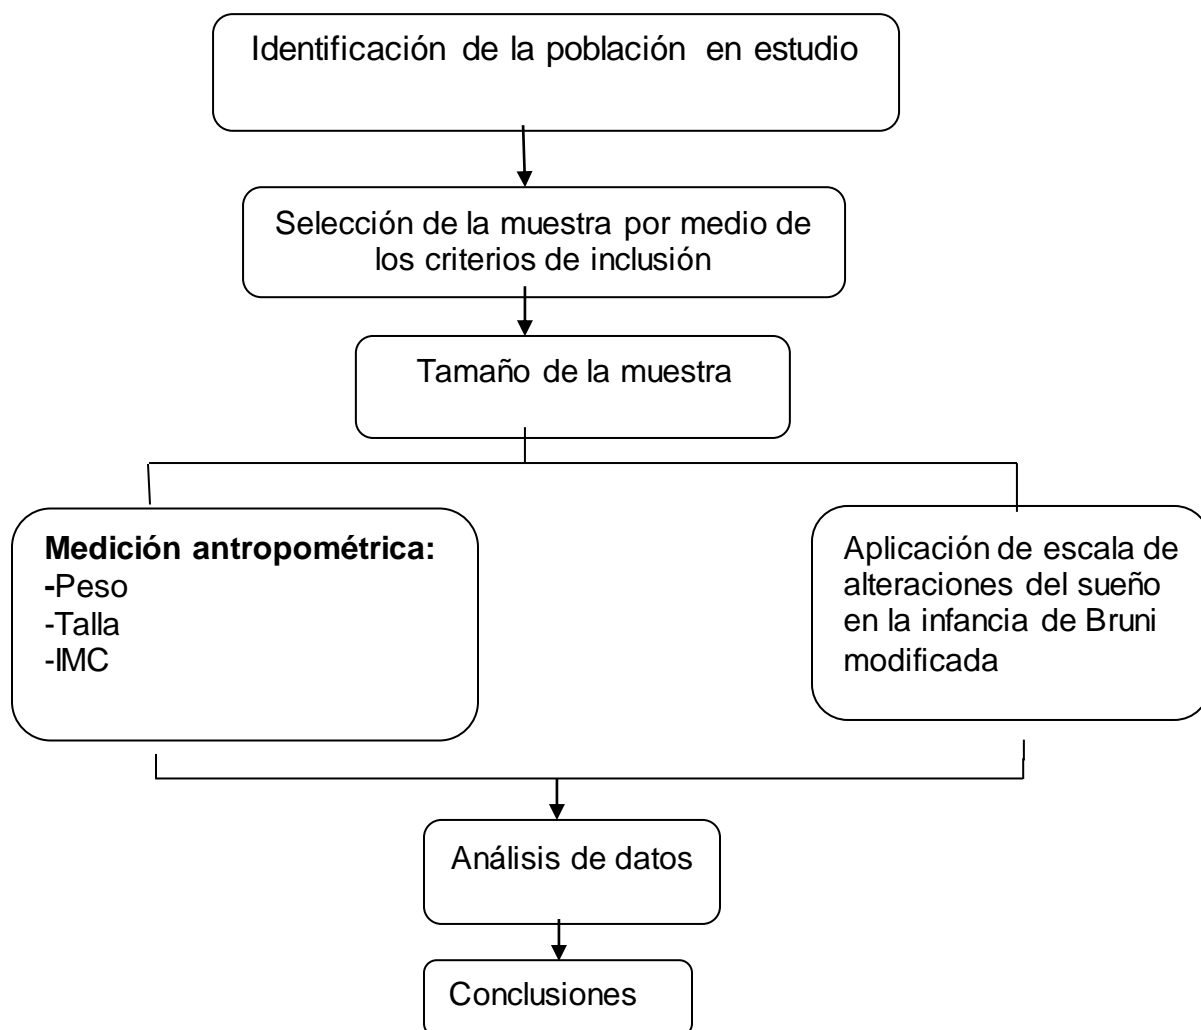 Identificación de la población en estudio
Selección de la muestra por medio de
los criterios de inclusión
Tamaño de la muestra
Medición antropométrica:
-Peso
-Talla
-IMC
Aplicación de escala de
alteraciones del sueño
en la infancia de Bruni
modificada
Análisis de datos
Conclusiones